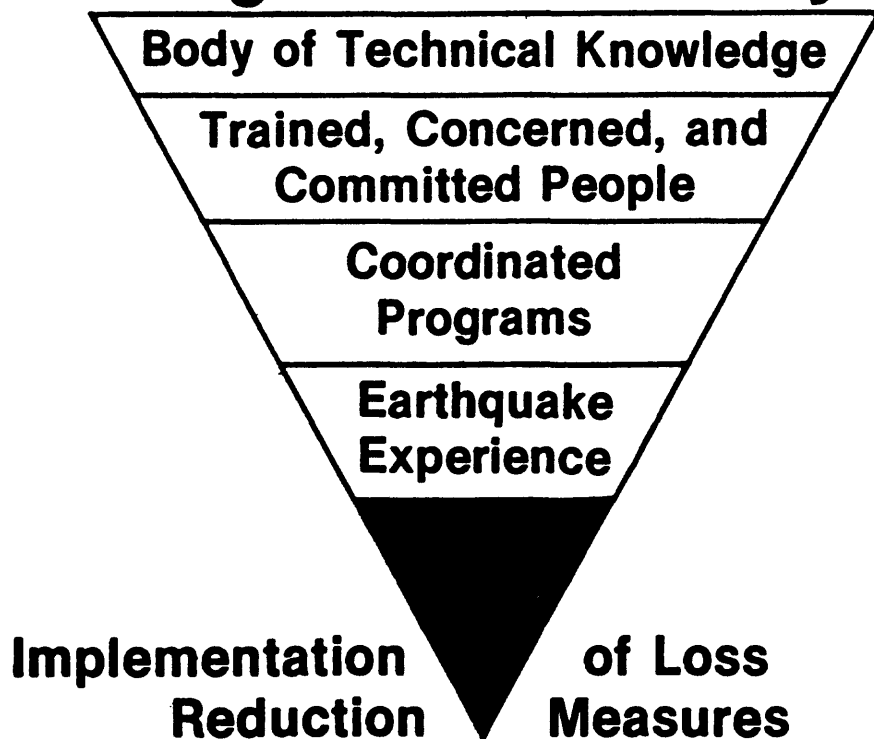 Body of Technical Knowledge
Trained, Concerned, and
Committed People
Coordinated
Programs
Earthquake
Experience
Implementation of Loss
Reduction Measures